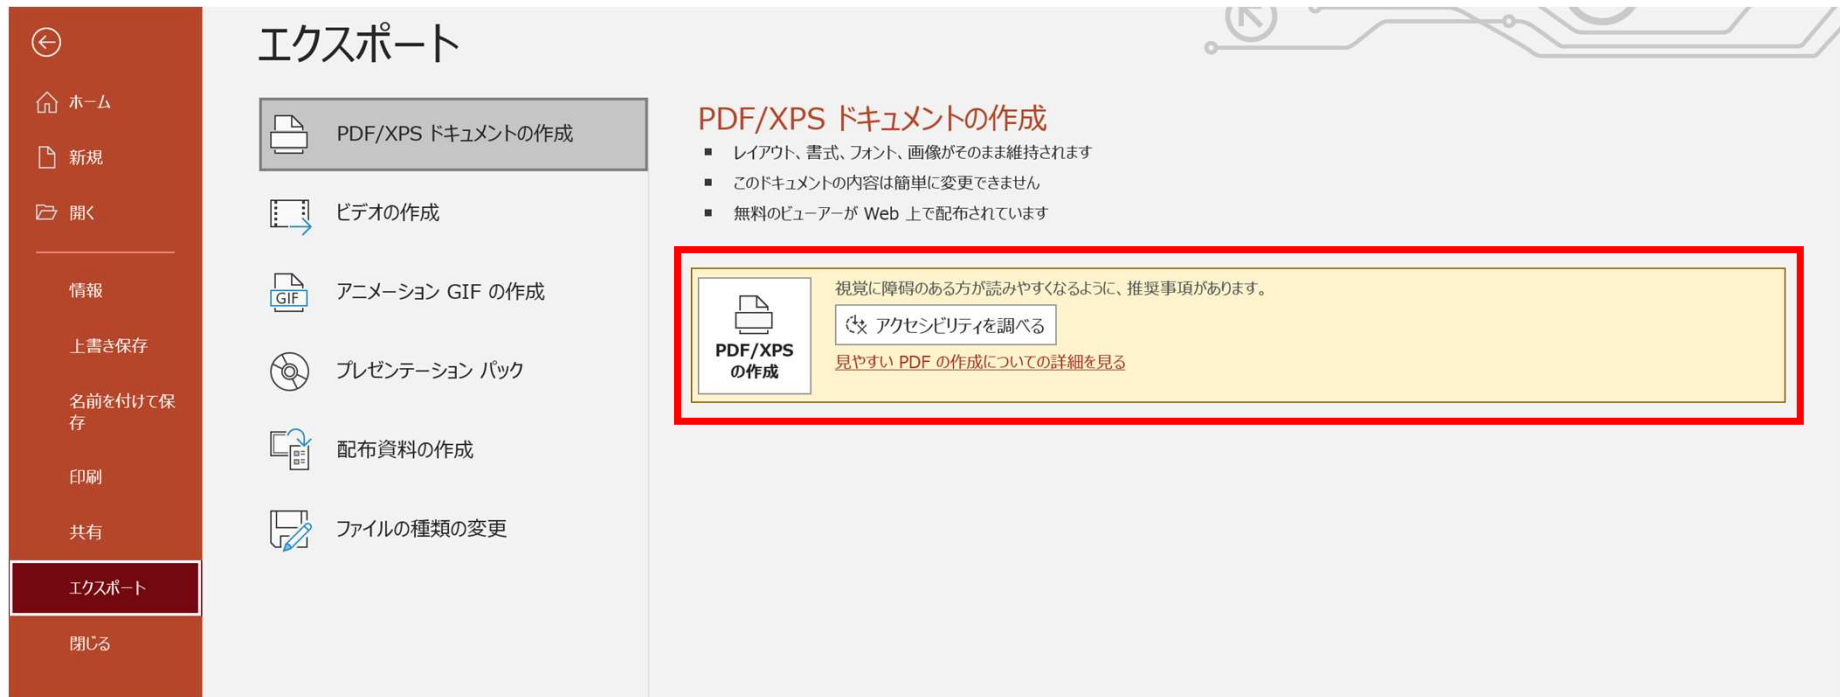 エクスポート
ホーム
新規
開く
情報
上書き保存
名前を付けて保
存
印刷
共有
エクスポート
閉じる
PDF/XPS ドキュメントの作成
ビデオの作成
GIF
アニメーション GIF の作成
プレゼンテーション パック
配布資料の作成
ファイルの種類の変更
PDF/XPS ドキュメントの作成
レイアウト、書式、フォント、画像がそのまま維持されます
このドキュメントの内容は簡単に変更できません
無料のビューアーが Web 上で配布されています
PDF/XPS
の作成
視覚に障碍のある方が読みやすくなるように、推奨事項があります。
アクセシビリティを調べる
見やすい PDF の作成についての詳細を見る